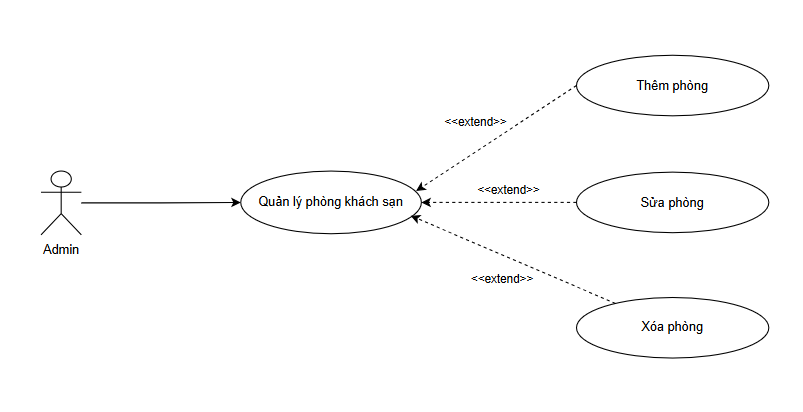 Thêm phòng
<<extend>>
<<extend>>
Quản lý phòng khách sạn
Sửa phòng
Admin
<<extend>>
Xóa phòng